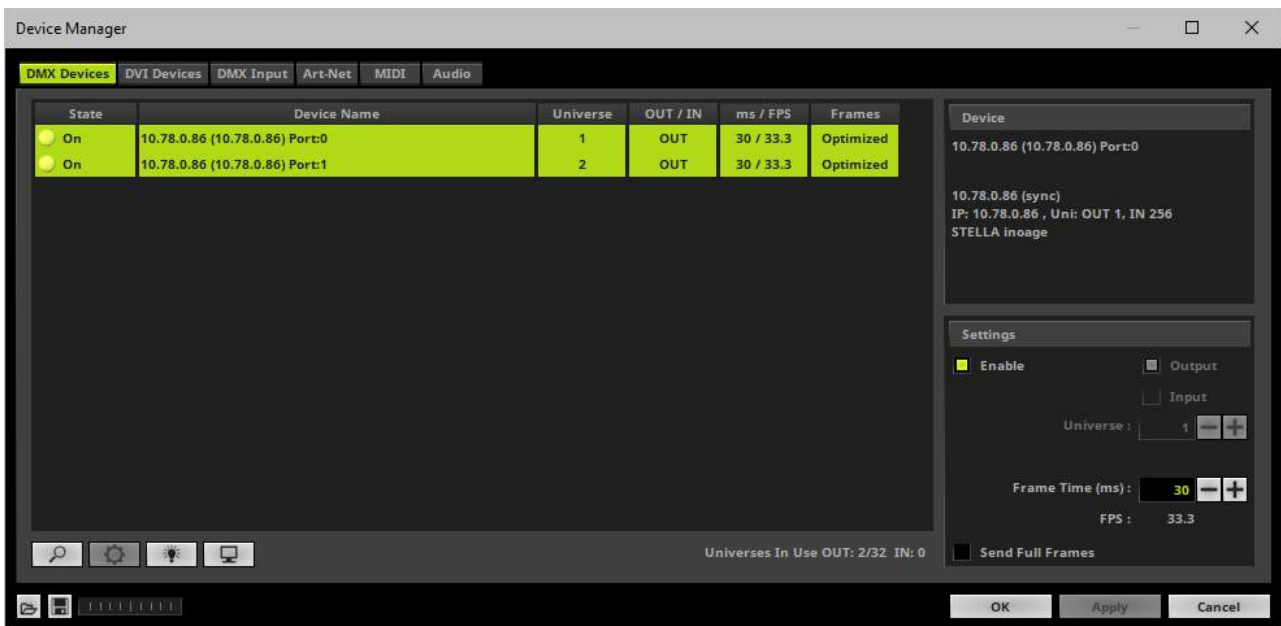 Device Manager
DMX Devices DVI Devices DMX Input Art-Net MIDI Audio
State Device Name Universe OUT / IN ms / FPS Frames
On 10.78.0.86 (10.78.0.86) Port:0 1 OUT 30 / 33.3 Optimized
On 10.78.0.86 (10.78.0.86) Port:1 2 OUT 30 / 33.3 Optimized
Universes In Use OUT: 2/32 IN: 0
Device
10.78.0.86 (10.78.0.86) Port:0
10.78.0.86 (sync)
IP: 10.78.0.86 , Uni: OUT 1, IN 256
STELLA inoage
Settings
Enable Output
Input
Universe : 1
Frame Time (ms) : 30
FPS : 33.3
Send Full Frames
OK Apply Cancel